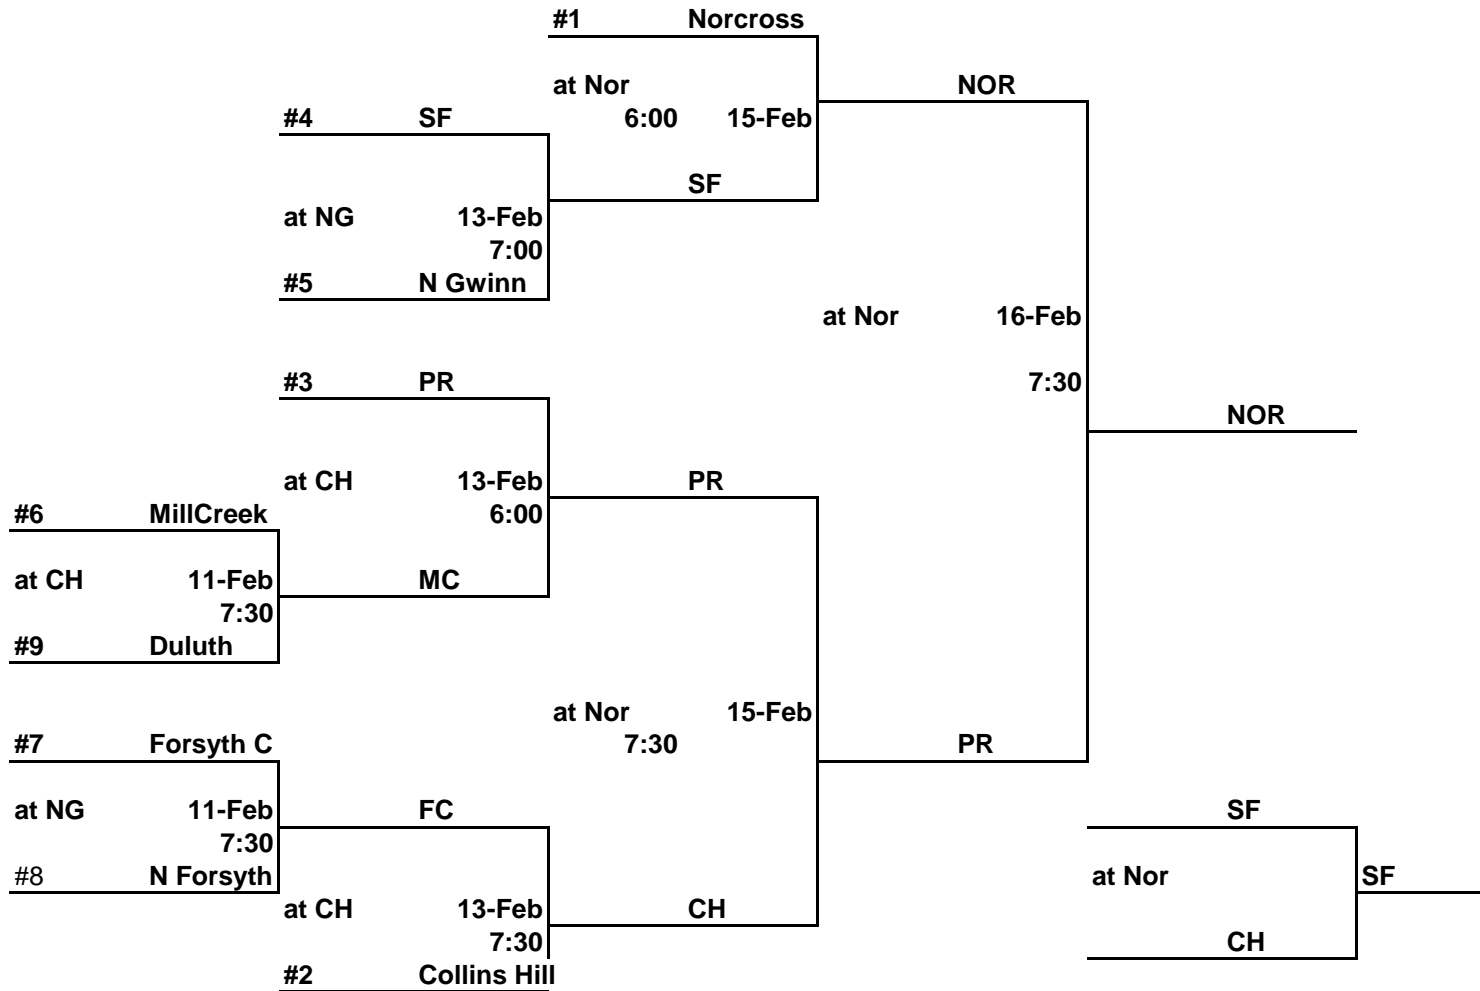 #1 Norcross
at Nor NOR
#4 SF 6:00 15-Feb
SF
at NG 13-Feb
7:00
#5 N Gwinn
at Nor 16-Feb
#3 PR 7:30
NOR
at CH 13-Feb PR
#6 MillCreek 6:00
at CH 11-Feb MC
7:30
#9 Duluth
at Nor 15-Feb
#7 Forsyth C 7:30 PR
at NG 11-Feb FC SF
7:30
#8 N Forsyth at Nor SF
at CH 13-Feb CH
7:30 CH
#2 Collins Hill